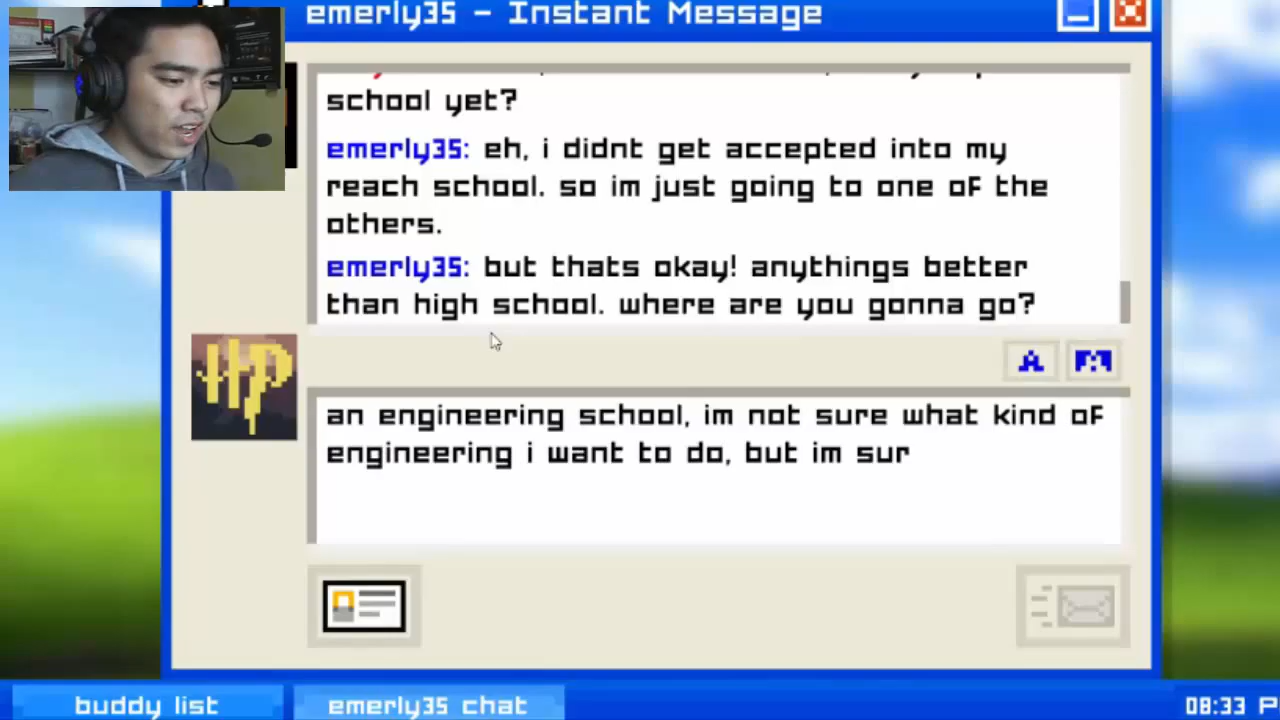 emerly35 - Instant Message
school yet?
emerly35: eh, i didnt get accepted into my
reach school. so im just going to one of the
others.
emerly35: but thats okay! anythings better
than high school. where are you gonna go?
HP
A
an engineering school, im not sure what kind of
engineering i want to do, but im sur
buddy list
emerly35 chat
08:33 P